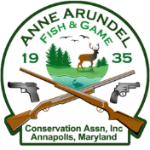 ANNE ARUNDEL
FISH & GAME
19 35
Conservation Assn, Inc
Annapolis, Maryland